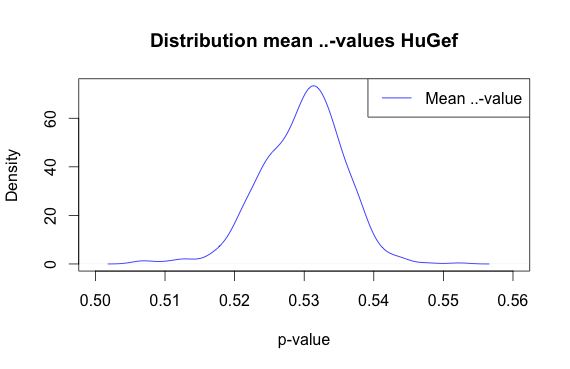 Distribution mean ..-values HuGef
Mean ..-value
Density
0 20 40 60
0.50 0.51 0.52 0.53 0.54 0.55 0.56
p-value